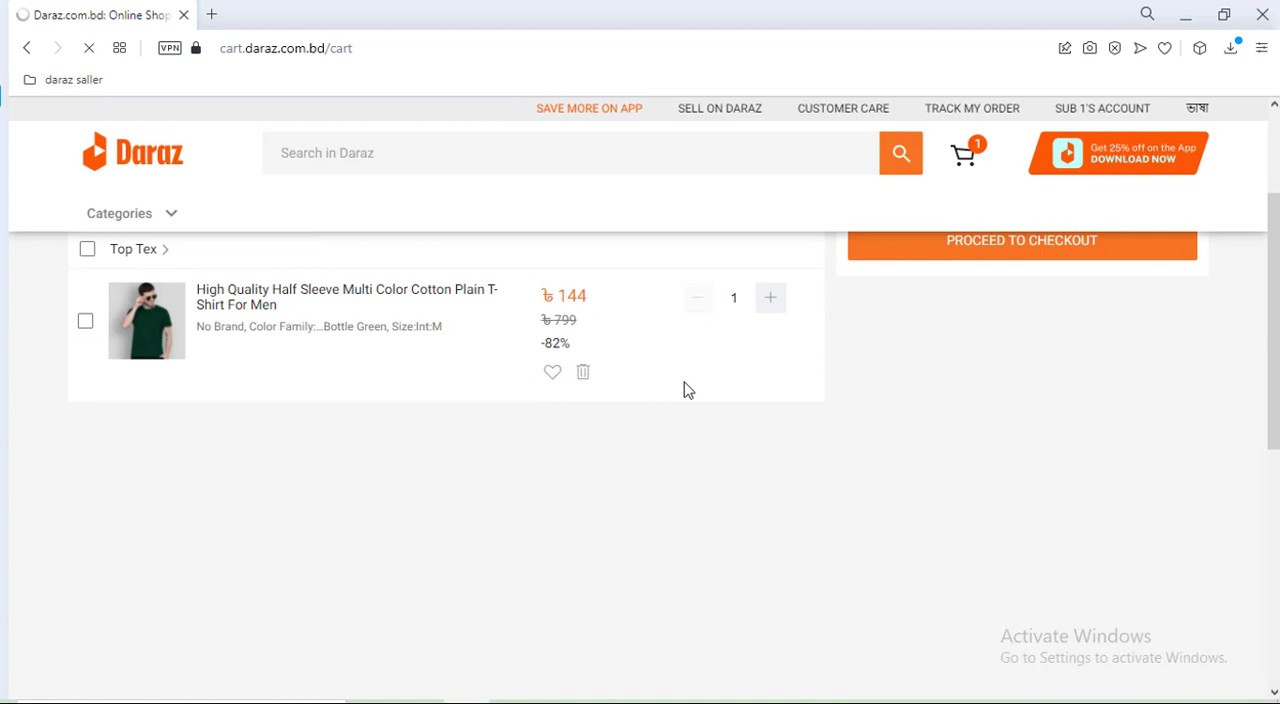 Daraz.com.bd: Online Shop
VPN cart.daraz.com.bd/cart
daraz saller
SAVE MORE ON APP SELL ON DARAZ CUSTOMER CARE TRACK MY ORDER SUB 1'S ACCOUNT ভাষা
Daraz
Search in Daraz
1
Get 25% off on the App
DOWNLOAD NOW
Categories
Top Tex
PROCEED TO CHECKOUT
High Quality Half Sleeve Multi Color Cotton Plain T-
Shirt For Men
No Brand, Color Family:...Bottle Green, Size:Int:M
৳ 144
৳ 799
-82%
1
Activate Windows
Go to Settings to activate Windows.